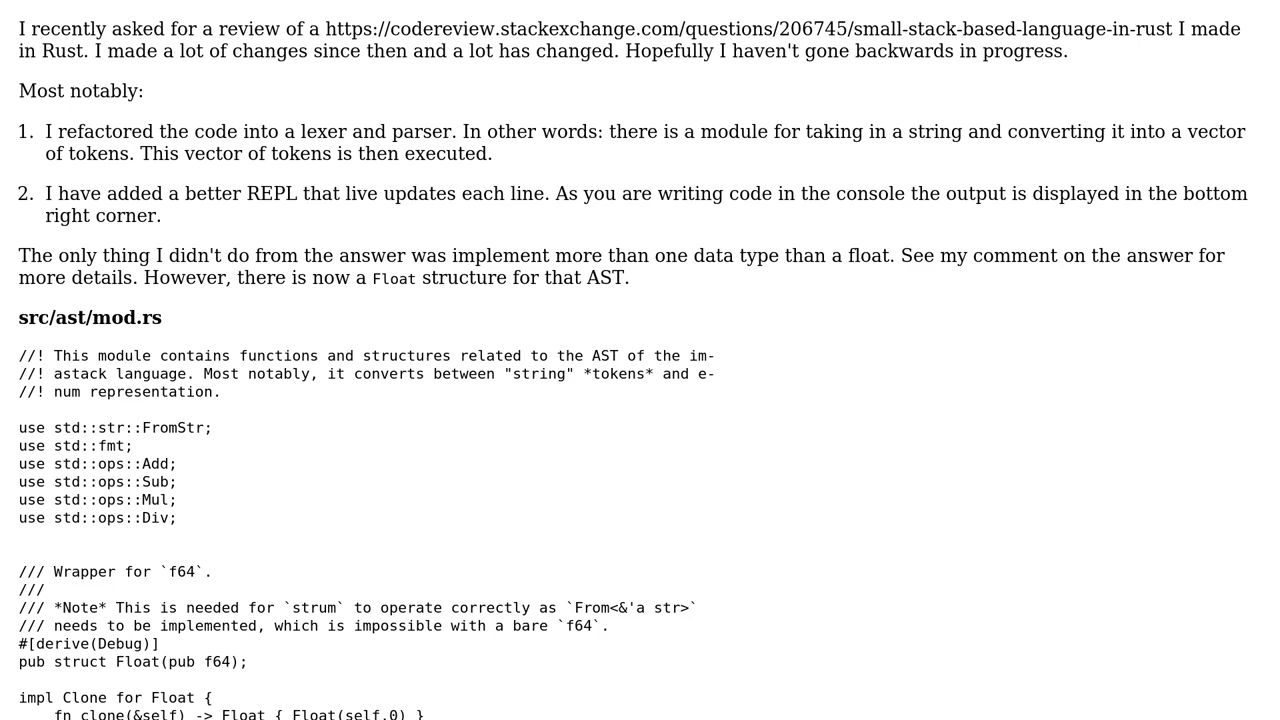 I recently asked for a review of a https://codereview.stackexchange.com/questions/206745/small-stack-based-language-in-rust I made
in Rust. I made a lot of changes since then and a lot has changed. Hopefully I haven't gone backwards in progress.
Most notably:
1. I refactored the code into a lexer and parser. In other words: there is a module for taking in a string and converting it into a vector
of tokens. This vector of tokens is then executed.
2. I have added a better REPL that live updates each line. As you are writing code in the console the output is displayed in the bottom
right corner.
The only thing I didn't do from the answer was implement more than one data type than a float. See my comment on the answer for
more details. However, there is now a Float structure for that AST.
src/ast/mod.rs
//! This module contains functions and structures related to the AST of the im-
//! astack language. Most notably, it converts between "string" *tokens* and e-
//! num representation.
use std::str::FromStr;
use std::fmt;
use std::ops::Add;
use std::ops::Sub;
use std::ops::Mul;
use std::ops::Div;
/// Wrapper for `f64`.
///
/// *Note* This is needed for `strum` to operate correctly as `From<&'a str>`
/// needs to be implemented, which is impossible with a bare `f64`.
#[derive(Debug)]
pub struct Float(pub f64);
impl Clone for Float {
    fn clone(&self) -> Float { Float(self.0) }